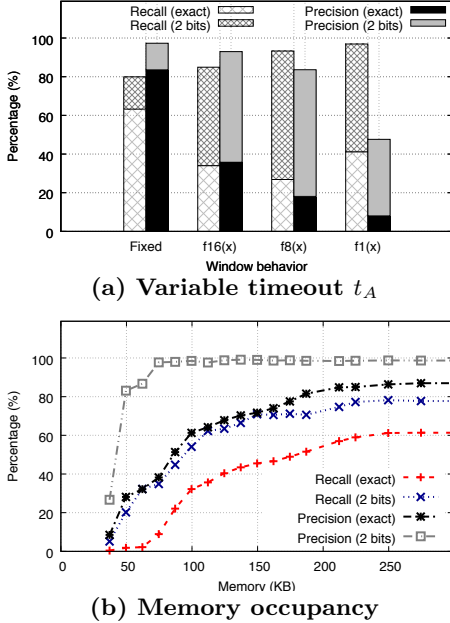 Recall (exact) Precision (exact)
Recall (2 bits) Precision (2 bits)
100
80
60
40
20
0
Percentage (%)
Fixed f16(x) f8(x) f1(x)
Window behavior
(a) Variable timeout t_A
100
80
60
40
20
0
Percentage (%)
Recall (exact)
Recall (2 bits)
Precision (exact)
Precision (2 bits)
0 50 100 150 200 250
Memory (KB)
(b) Memory occupancy